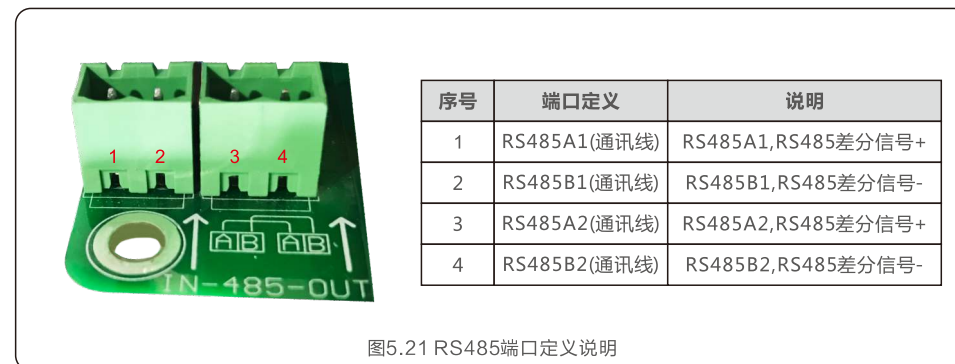 1 2 3 4
A B A B
IN-485-OUT
序号 端口定义 说明
1 RS485A1(通讯线) RS485A1,RS485差分信号+
2 RS485B1(通讯线) RS485B1,RS485差分信号-
3 RS485A2(通讯线) RS485A2,RS485差分信号+
4 RS485B2(通讯线) RS485B2,RS485差分信号-
图5.21 RS485端口定义说明